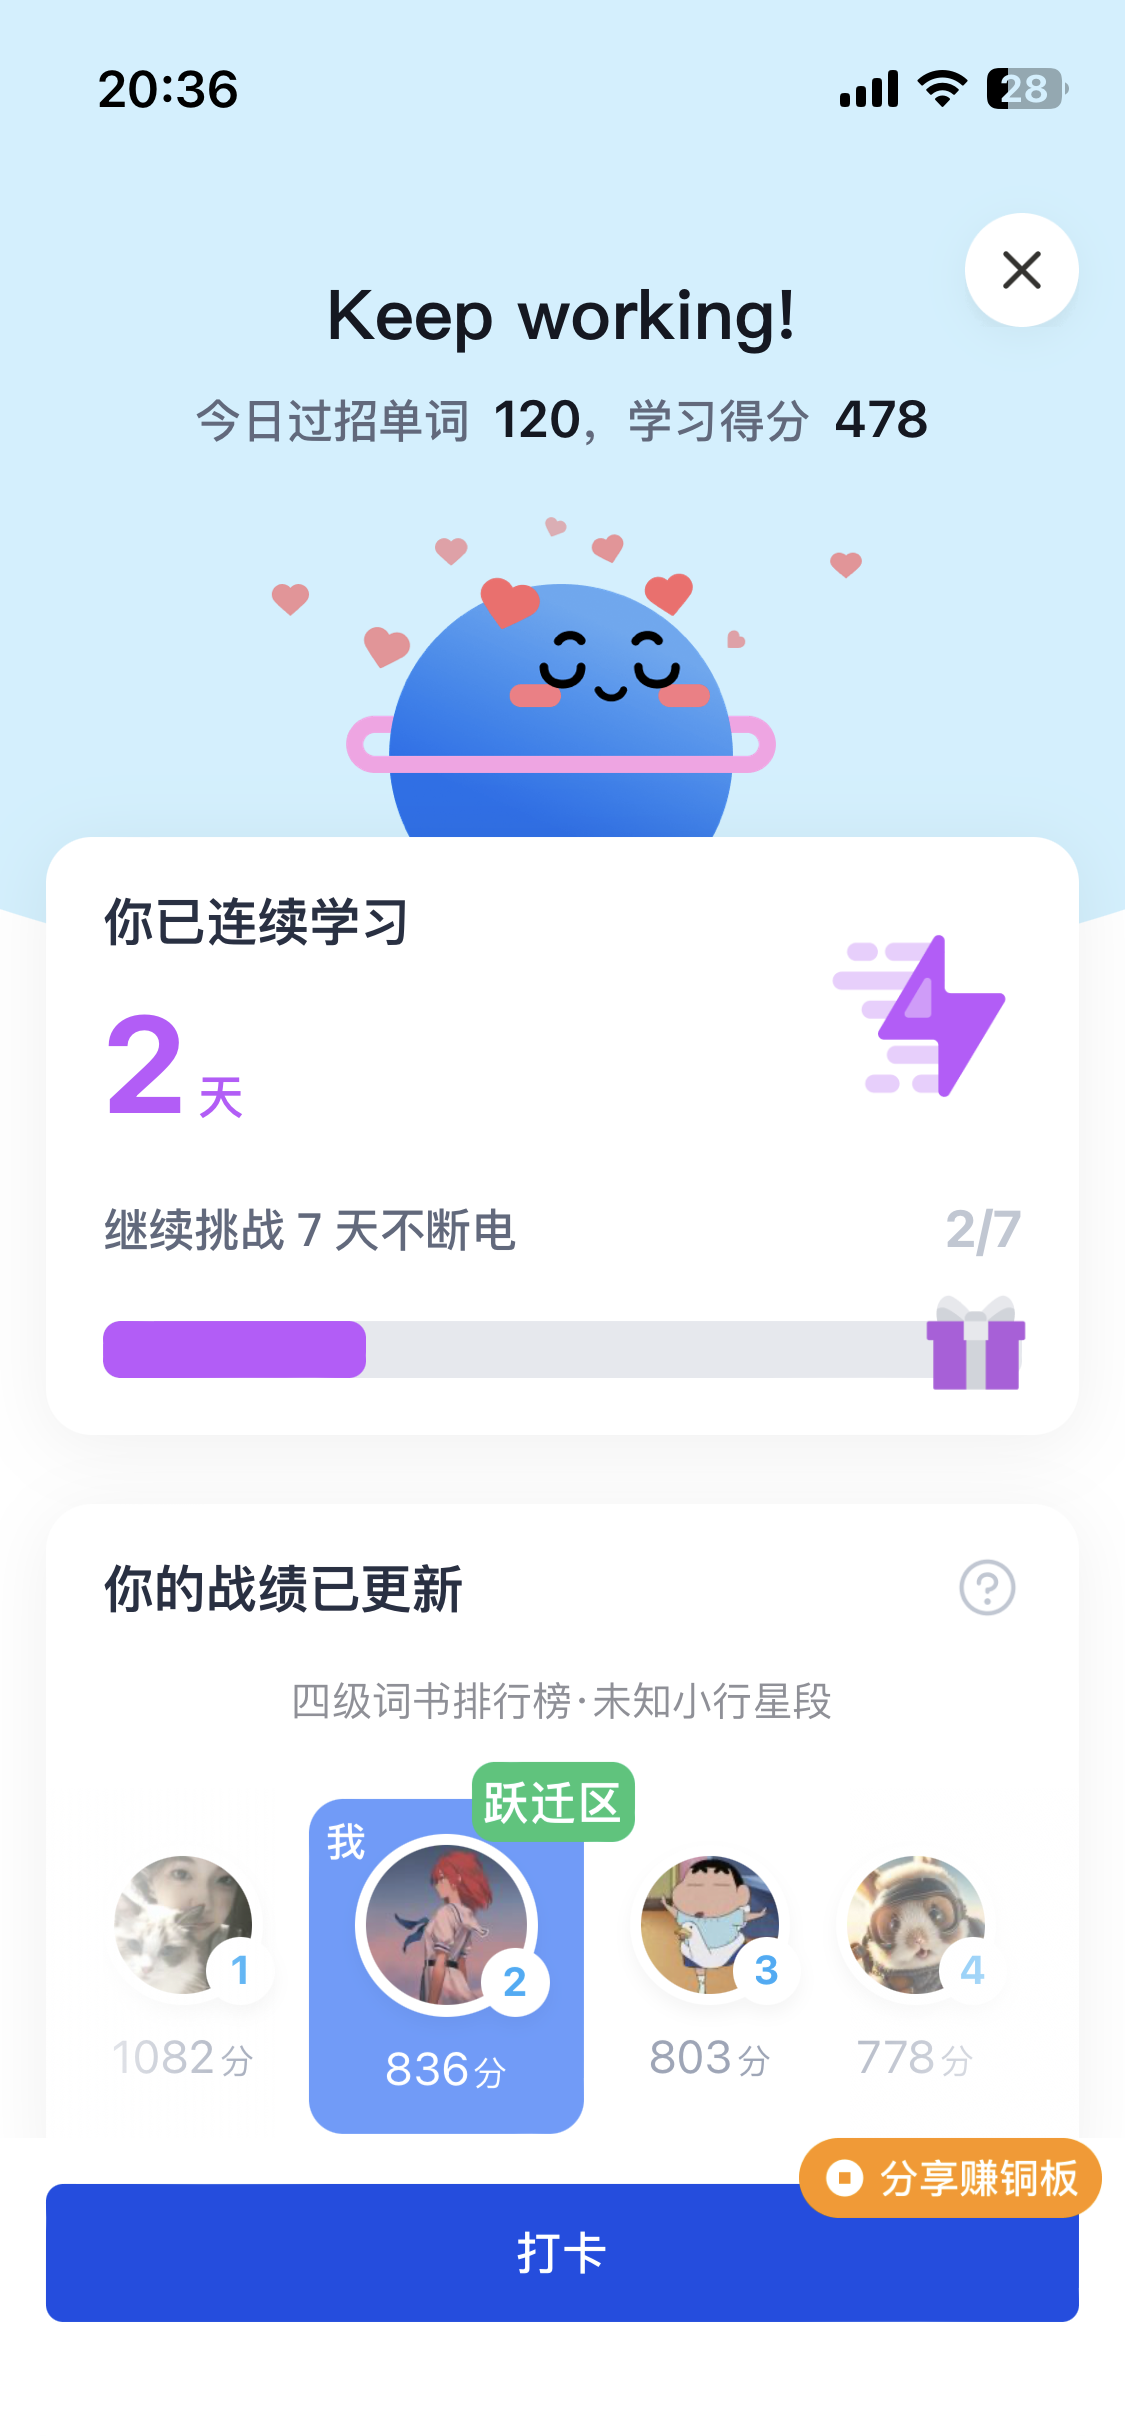 20:36
28
Keep working!
今日过招单词 120，学习得分 478
你已连续学习
2 天
继续挑战 7 天不断电
2/7
你的战绩已更新
四级词书排行榜·未知小行星段
跃迁区
我
1 2 3 4
1082分 836分 803分 778分
分享赚铜板
打卡